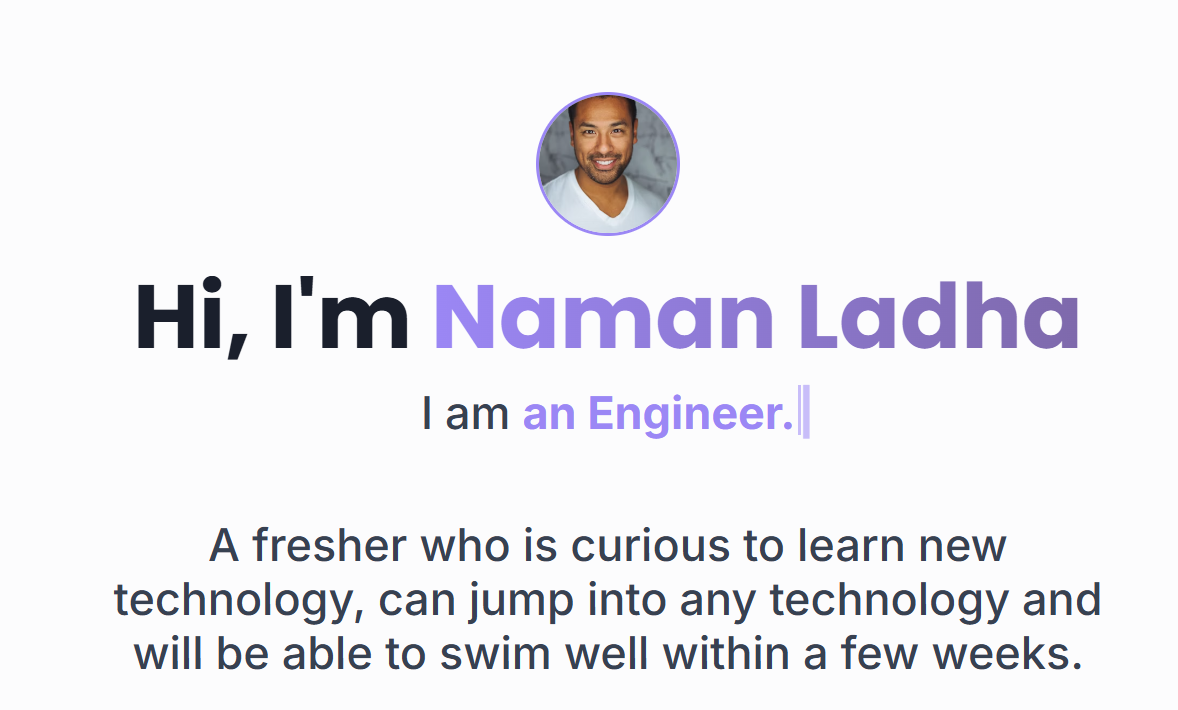 Hi, I'm Naman Ladha
I am an Engineer.
A fresher who is curious to learn new
technology, can jump into any technology and
will be able to swim well within a few weeks.